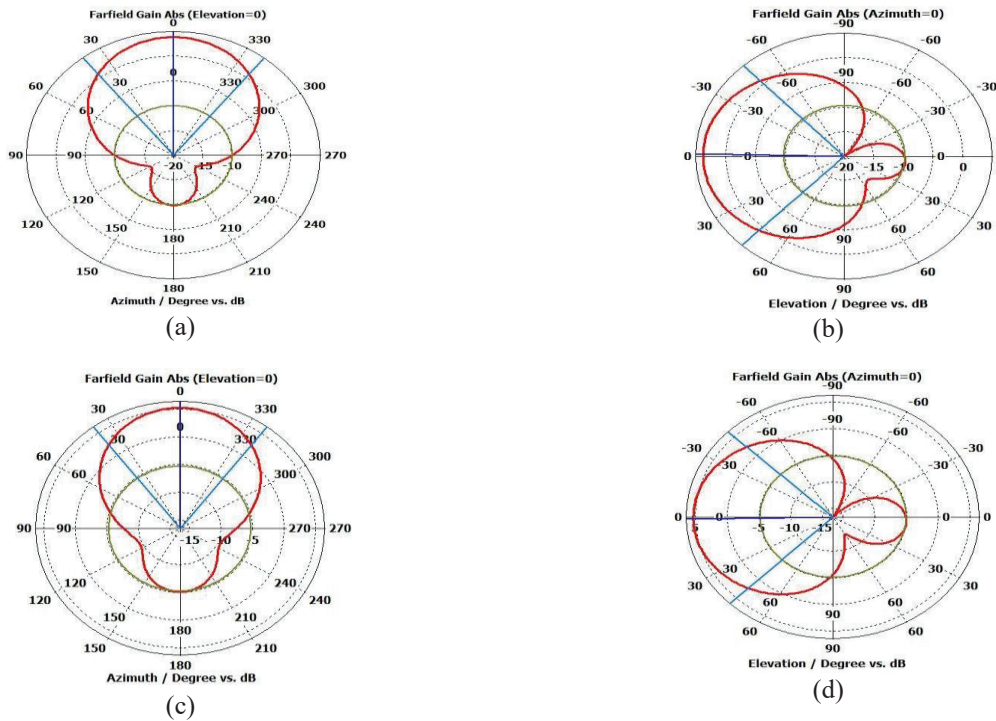 Farfield Gain Abs (Elevation=0)
0
30 330
0
60 30 330 300
60 300
90 90 270 270
-20 -15 -10
120 120 240 240
150 210
180
150 210
180
Azimuth / Degree vs. dB
(a)
Farfield Gain Abs (Azimuth=0)
-90
-60 -60
-90
-60 -60
-30 -30
-30 -30
0 0 0 0
-20 -15 -10
30 30
30 30
60 60
90
60 60
90
Elevation / Degree vs. dB
(b)
Farfield Gain Abs (Elevation=0)
0
30 330
0
30 330
60 60 300 300
90 90 270 270
-15 -10 5
120 120 240 240
150 210
180
150 210
180
Azimuth / Degree vs. dB
(c)
Farfield Gain Abs (Azimuth=0)
-90
-60 -60
-90
-60 -60
-30 -30 -30 -30
0 0 0 0
5 -5 -10 -15
30 30 30 30
60 60
90
60 60
90
Elevation / Degree vs. dB
(d)